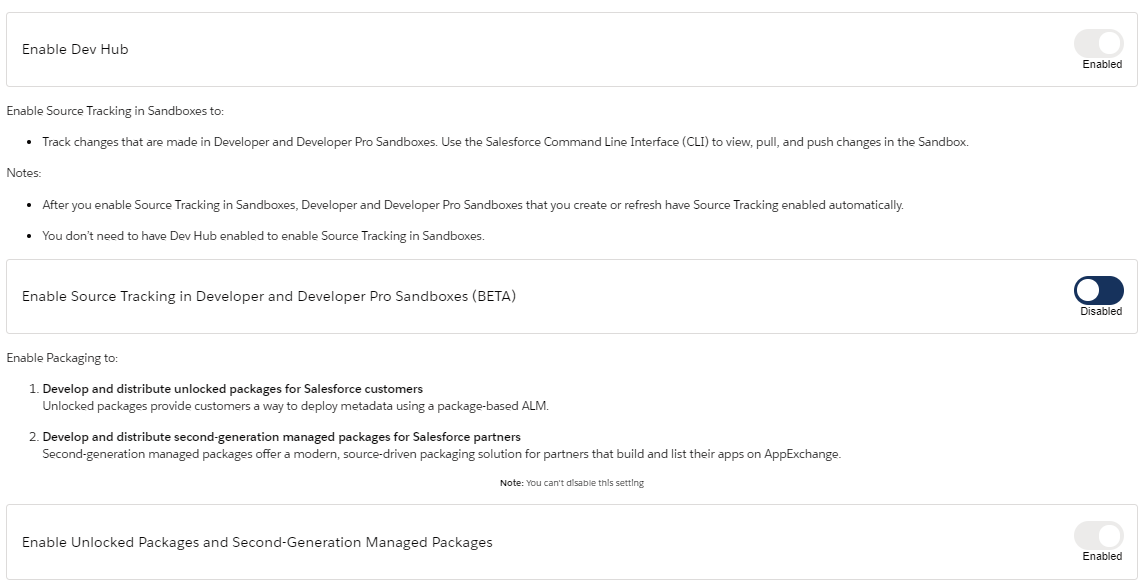 Enable Dev Hub
Enabled
Enable Source Tracking in Sandboxes to:
• Track changes that are made in Developer and Developer Pro Sandboxes. Use the Salesforce Command Line Interface (CLI) to view, pull, and push changes in the Sandbox.
Notes:
• After you enable Source Tracking in Sandboxes, Developer and Developer Pro Sandboxes that you create or refresh have Source Tracking enabled automatically.
• You don't need to have Dev Hub enabled to enable Source Tracking in Sandboxes.
Enable Source Tracking in Developer and Developer Pro Sandboxes (BETA)
Disabled
Enable Packaging to:
1. Develop and distribute unlocked packages for Salesforce customers
Unlocked packages provide customers a way to deploy metadata using a package-based ALM.
2. Develop and distribute second-generation managed packages for Salesforce partners
Second-generation managed packages offer a modern, source-driven packaging solution for partners that build and list their apps on AppExchange.
Note: You can't disable this setting
Enable Unlocked Packages and Second-Generation Managed Packages
Enabled